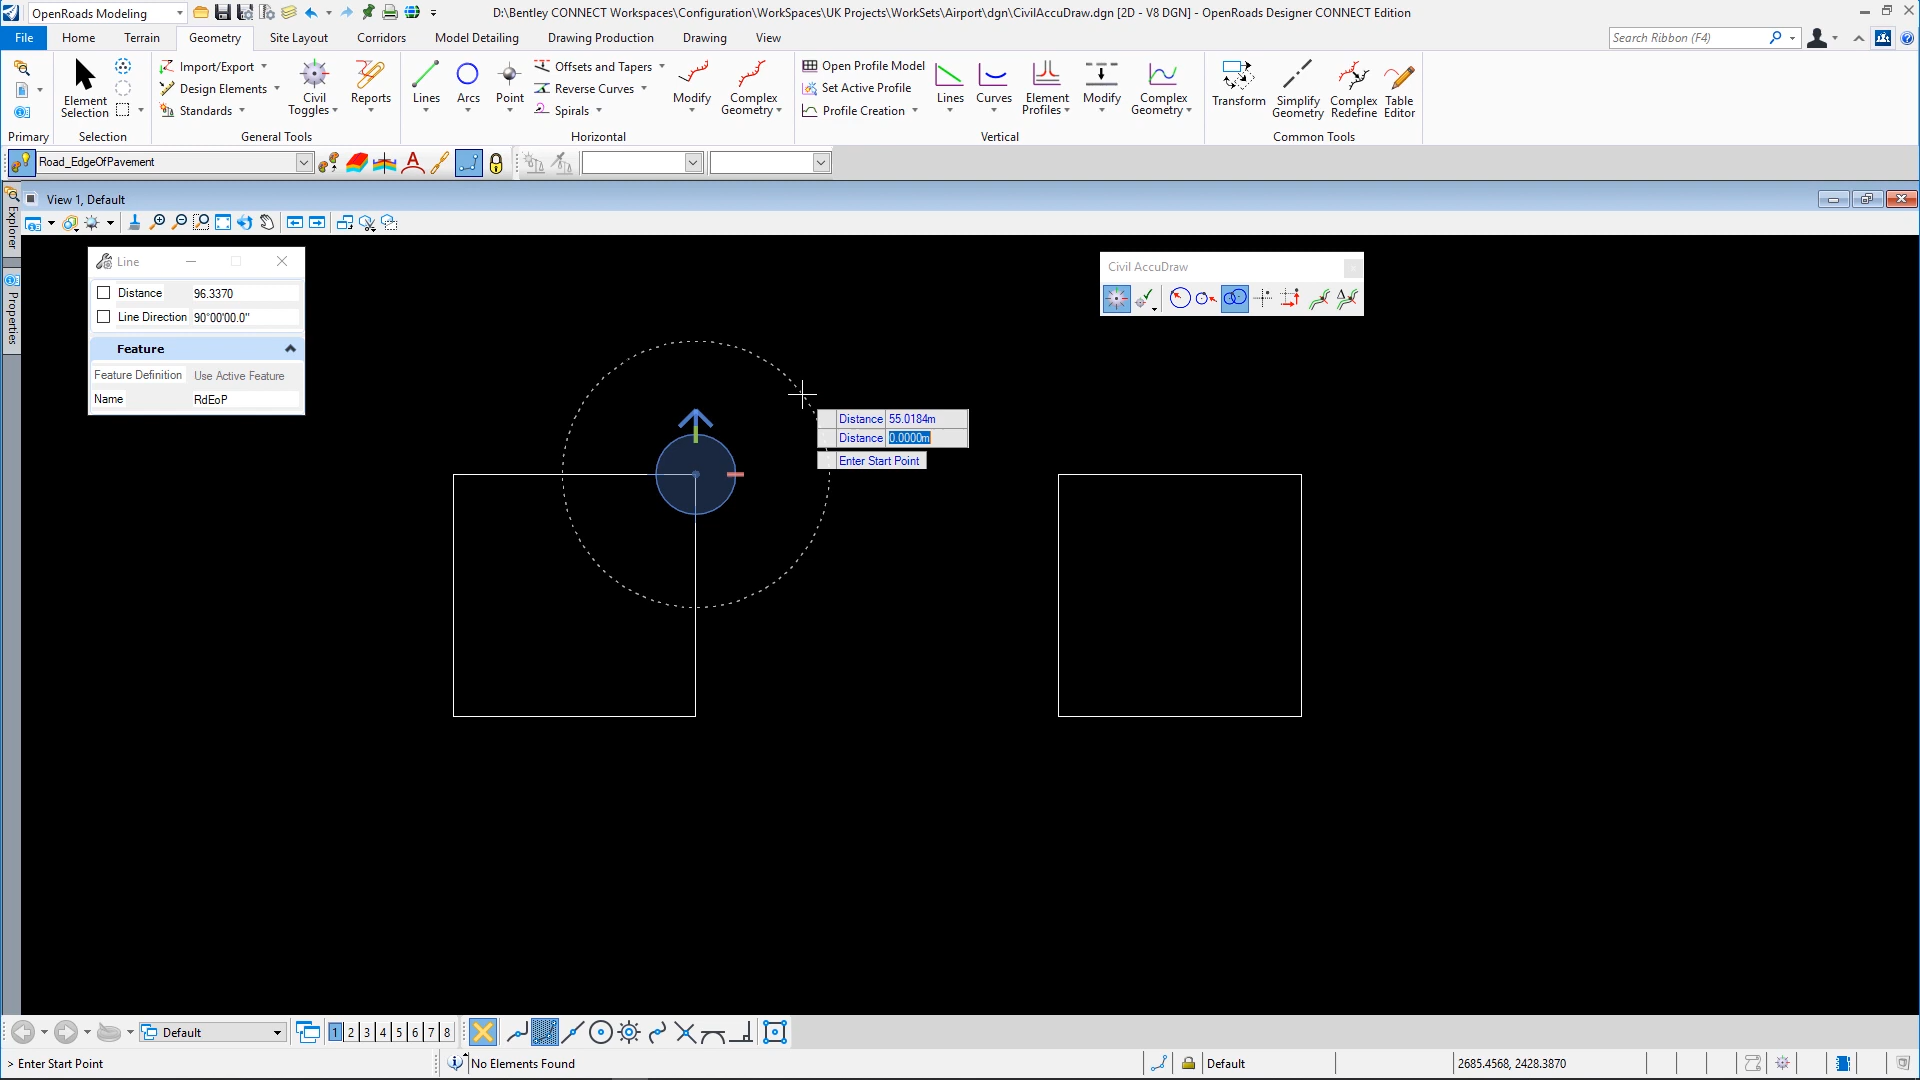 OpenRoads Modeling
D:\Bentley CONNECT Workspaces\Configuration\WorkSpaces\UK Projects\WorkSets\Airport\dgn\CivilAccuDraw.dgn [2D - V8 DGN] - OpenRoads Designer CONNECT Edition
File Home Terrain Geometry Site Layout Corridors Model Detailing Drawing Production Drawing View
Search Ribbon (F4)
Element Selection
Import/Export
Design Elements
Standards
Civil Toggles
Reports
Lines
Arcs
Point
Offsets and Tapers
Reverse Curves
Spirals
Modify
Complex Geometry
Open Profile Model
Set Active Profile
Profile Creation
Lines
Curves
Element Profiles
Modify
Complex Geometry
Transform
Simplify Geometry
Complex Redefine
Table Editor
Primary Selection General Tools Horizontal Vertical Common Tools
Road_EdgeOfPavement
View 1, Default
Explorer
Properties
Line
Distance 96.3370
Line Direction 90°00'00.0"
Feature
Feature Definition Use Active Feature
Name RdEoP
Civil AccuDraw
Distance 55.0184m
Distance 0.0000m
Enter Start Point
Default
1 2 3 4 5 6 7 8
> Enter Start Point
No Elements Found
Default
2685.4568, 2428.3870